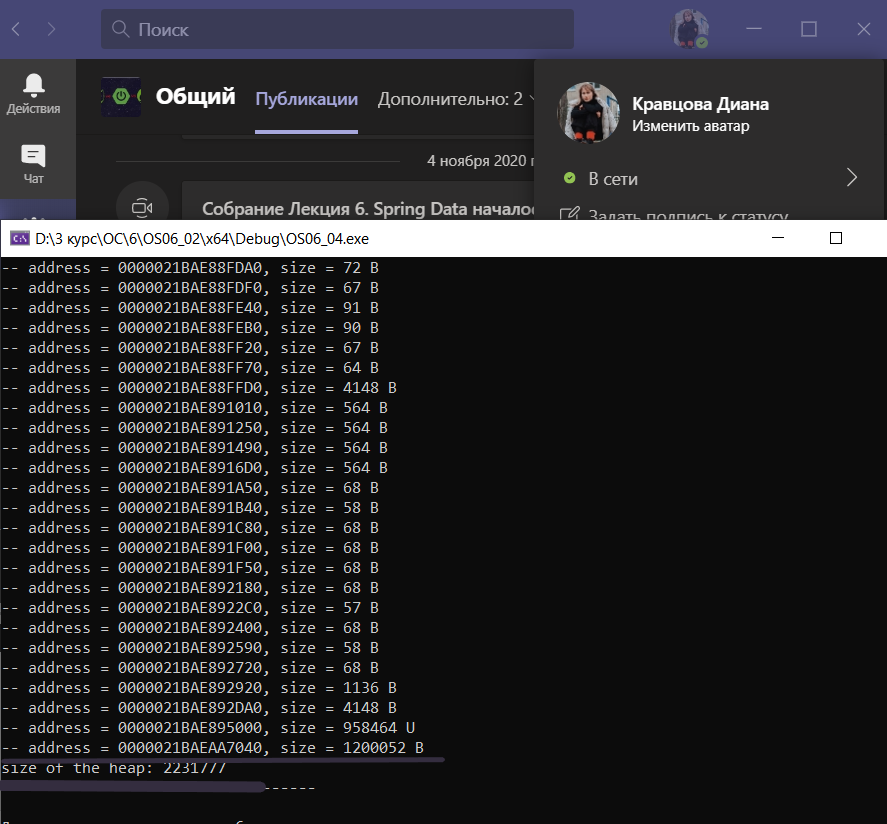 Поиск
Действия
Чат
Общий
Публикации
Дополнительно: 2
4 ноября 2020
Собрание Лекция 6. Spring Data
Кравцова Диана
Изменить аватар
В сети
Задать подпись к статусу
D:\3 курс\ОС\6\OS06_02\x64\Debug\OS06_04.exe
-- address = 0000021BAE88FDA0, size = 72 B
-- address = 0000021BAE88FDF0, size = 67 B
-- address = 0000021BAE88FE40, size = 91 B
-- address = 0000021BAE88FEB0, size = 90 B
-- address = 0000021BAE88FF20, size = 67 B
-- address = 0000021BAE88FF70, size = 64 B
-- address = 0000021BAE88FFD0, size = 4148 B
-- address = 0000021BAE891010, size = 564 B
-- address = 0000021BAE891250, size = 564 B
-- address = 0000021BAE891490, size = 564 B
-- address = 0000021BAE8916D0, size = 564 B
-- address = 0000021BAE891A50, size = 68 B
-- address = 0000021BAE891B40, size = 58 B
-- address = 0000021BAE891C80, size = 68 B
-- address = 0000021BAE891F00, size = 68 B
-- address = 0000021BAE891F50, size = 68 B
-- address = 0000021BAE892180, size = 68 B
-- address = 0000021BAE8922C0, size = 57 B
-- address = 0000021BAE892400, size = 68 B
-- address = 0000021BAE892590, size = 58 B
-- address = 0000021BAE892720, size = 68 B
-- address = 0000021BAE892920, size = 1136 B
-- address = 0000021BAE892DA0, size = 4148 B
-- address = 0000021BAE895000, size = 958464 U
-- address = 0000021BAEAA7040, size = 1200052 B
size of the heap: 2231777
------